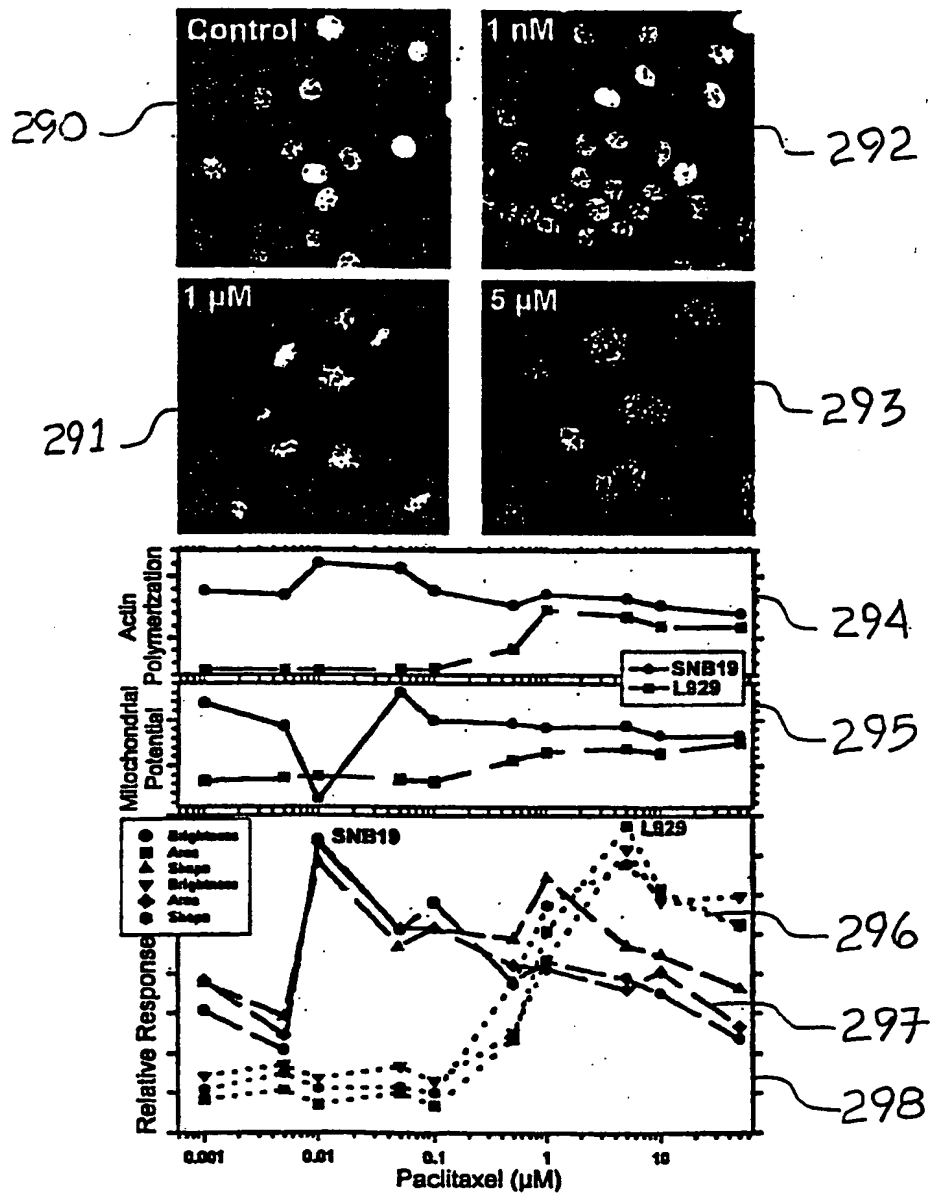 Control
1 nM
290
292
1 µM
5 µM
291
293
Actin
Polymerization
294
SNB19
L929
Mitochondrial
Potential
295
SNB19
L929
Brightness
Area
Shape
Brightness
Area
Shape
296
Relative Response
297
298
0.001
0.01
0.1
1
10
Paclitaxel (µM)